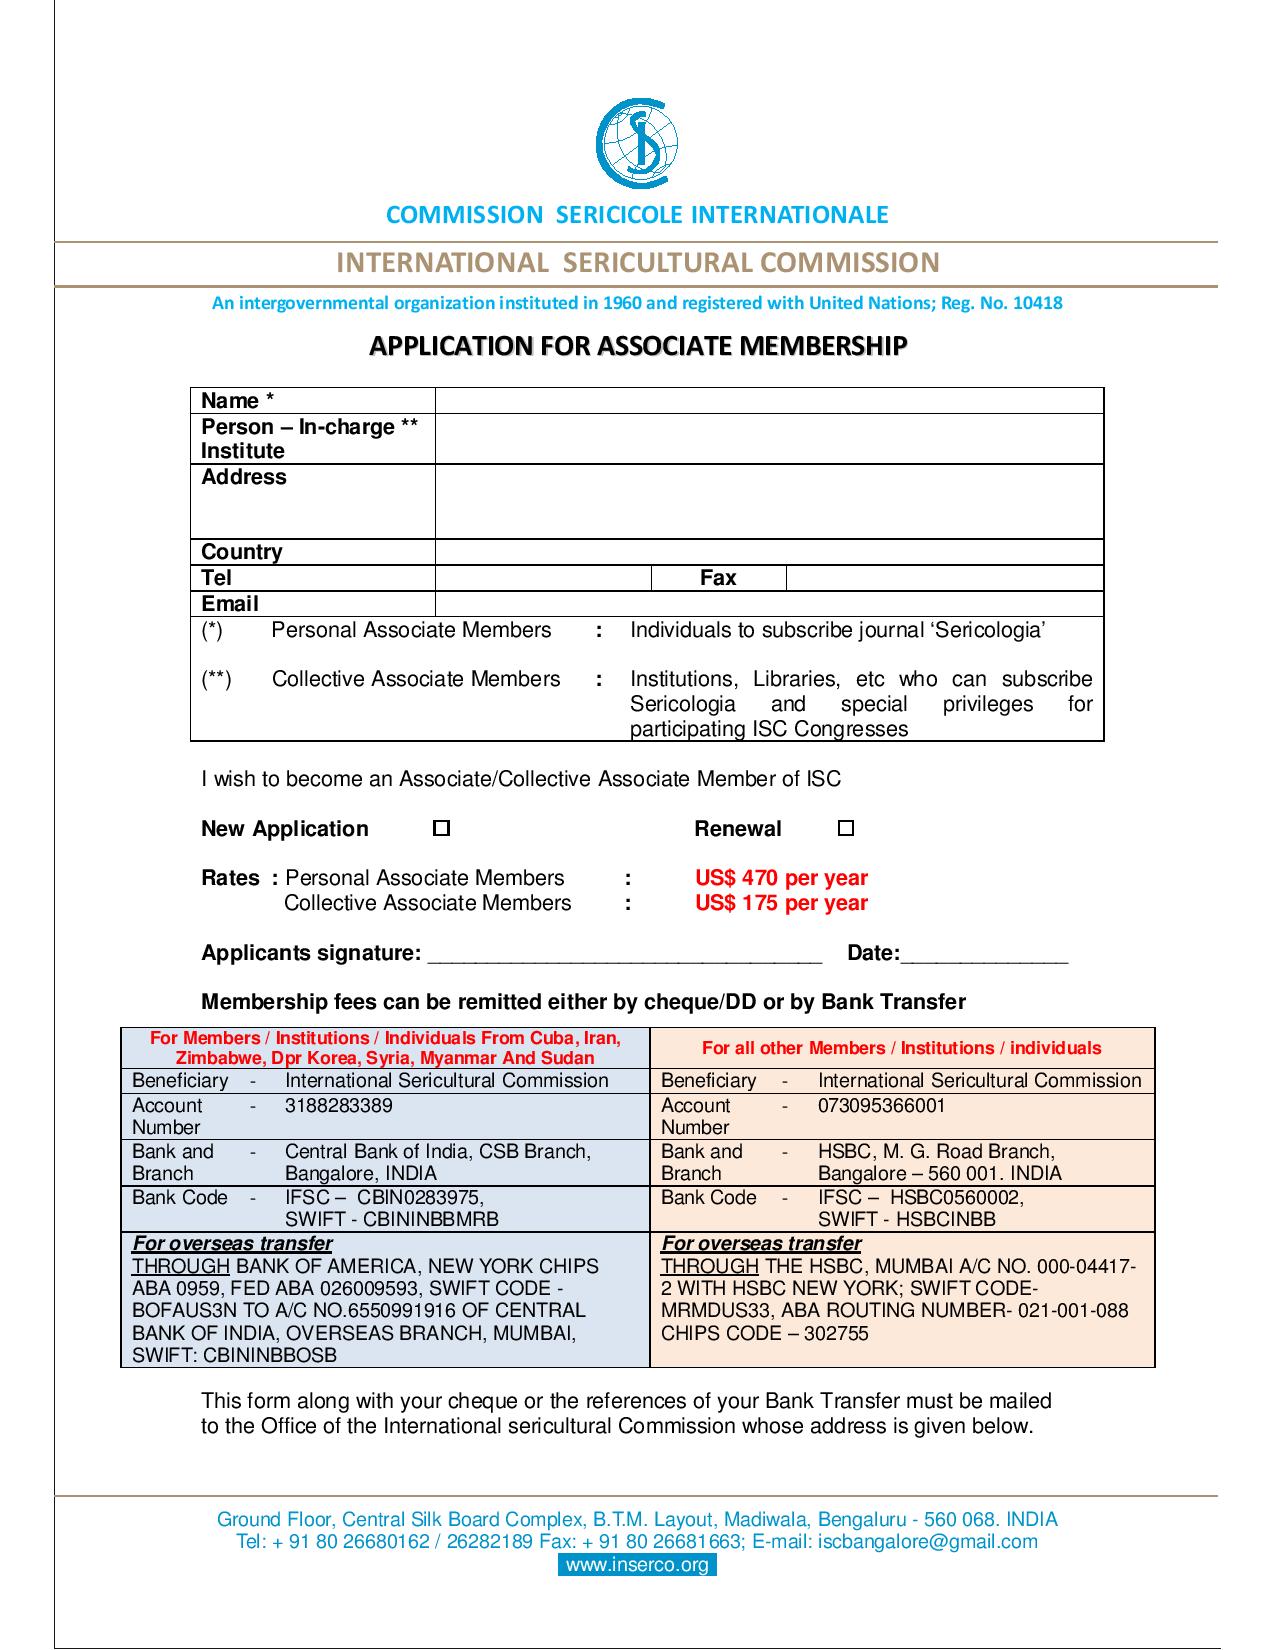 COMMISSION SERICICOLE INTERNATIONALE
INTERNATIONAL SERICULTURAL COMMISSION
An intergovernmental organization instituted in 1960 and registered with United Nations; Reg. No. 10418
APPLICATION FOR ASSOCIATE MEMBERSHIP
Name *
Person – In-charge **
Institute
Address
Country
Tel Fax
Email
(*) Personal Associate Members : Individuals to subscribe journal ‘Sericologia’
(**) Collective Associate Members : Institutions, Libraries, etc who can subscribe
Sericologia and special privileges for
participating ISC Congresses
I wish to become an Associate/Collective Associate Member of ISC
New Application ☐ Renewal ☐
Rates : Personal Associate Members : US$ 470 per year
Collective Associate Members : US$ 175 per year
Applicants signature: ________________________________ Date:______________
Membership fees can be remitted either by cheque/DD or by Bank Transfer
For Members / Institutions / Individuals From Cuba, Iran,
Zimbabwe, Dpr Korea, Syria, Myanmar And Sudan
Beneficiary - International Sericultural Commission
Account - 3188283389
Number
Bank and - Central Bank of India, CSB Branch,
Branch Bangalore, INDIA
Bank Code - IFSC – CBIN0283975,
SWIFT - CBININBBMRB
For overseas transfer
THROUGH BANK OF AMERICA, NEW YORK CHIPS
ABA 0959, FED ABA 026009593, SWIFT CODE -
BOFAUS3N TO A/C NO.6550991916 OF CENTRAL
BANK OF INDIA, OVERSEAS BRANCH, MUMBAI,
SWIFT: CBININBBOSB
For all other Members / Institutions / individuals
Beneficiary - International Sericultural Commission
Account - 073095366001
Number
Bank and - HSBC, M. G. Road Branch,
Branch Bangalore – 560 001. INDIA
Bank Code - IFSC – HSBC0560002,
SWIFT - HSBCINBB
For overseas transfer
THROUGH THE HSBC, MUMBAI A/C NO. 000-04417-
2 WITH HSBC NEW YORK; SWIFT CODE-
MRMDUS33, ABA ROUTING NUMBER- 021-001-088
CHIPS CODE – 302755
This form along with your cheque or the references of your Bank Transfer must be mailed
to the Office of the International sericultural Commission whose address is given below.
Ground Floor, Central Silk Board Complex, B.T.M. Layout, Madiwala, Bengaluru - 560 068. INDIA
Tel: + 91 80 26680162 / 26282189 Fax: + 91 80 26681663; E-mail: iscbangalore@gmail.com
www.inserco.org